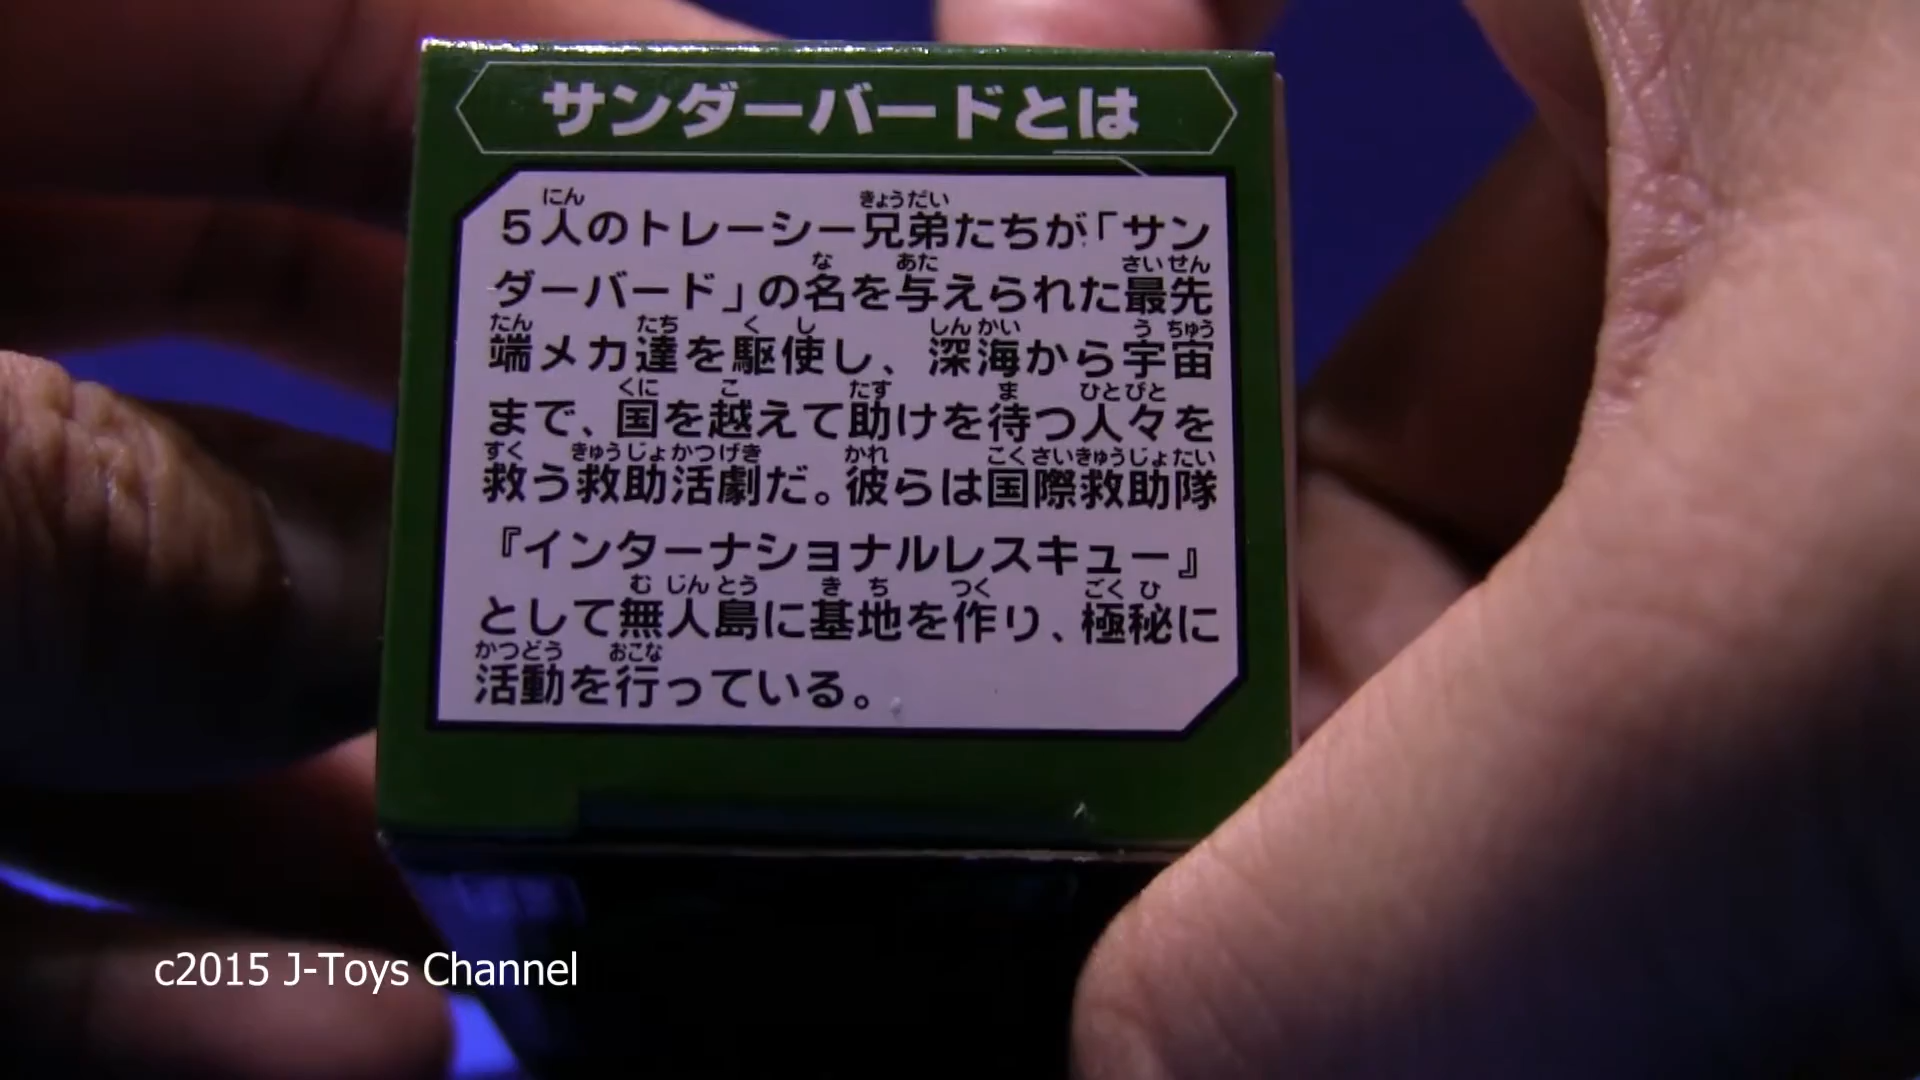 サンダーバードとは
5人のトレーシー兄弟たちが「サン
ダーバード」の名を与えられた最先
端メカ達を駆使し、深海から宇宙
まで、国を越えて助けを待つ人々を
救う救助活劇だ。彼らは国際救助隊
『インターナショナルレスキュー』
として無人島に基地を作り、極秘に
活動を行っている。
c2015 J-Toys Channel